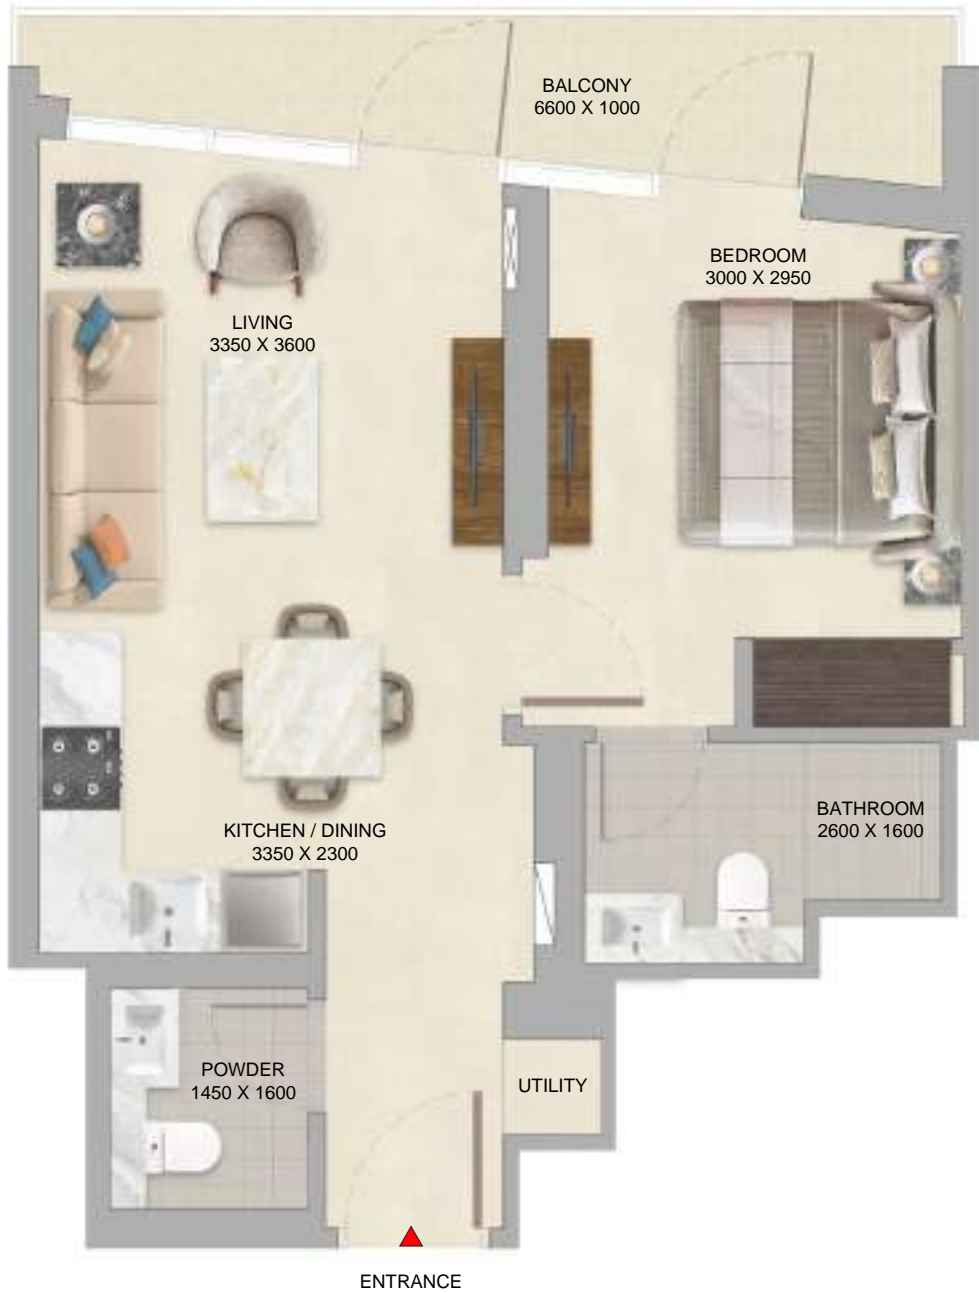 BALCONY
6600 X 1000
BEDROOM
3000 X 2950
LIVING
3350 X 3600
KITCHEN / DINING
3350 X 2300
BATHROOM
2600 X 1600
POWDER
1450 X 1600
UTILITY
ENTRANCE